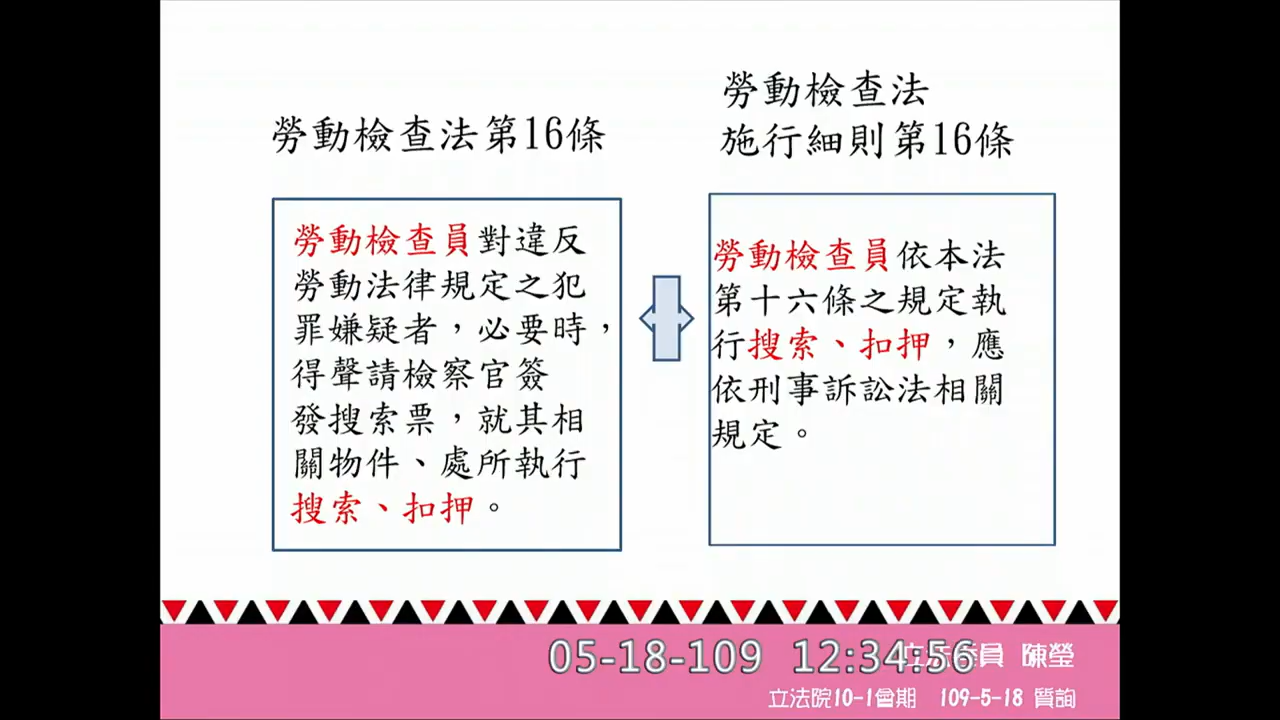 勞動檢查法第16條
勞動檢查員對違反
勞動法律規定之犯
罪嫌疑者，必要時，
得聲請檢察官簽
發搜索票，就其相
關物件、處所執行
搜索、扣押。
勞動檢查法
施行細則第16條
勞動檢查員依本法
第十六條之規定執
行搜索、扣押，應
依刑事訴訟法相關
規定。
05-18-109 12:34:56
立法委員 陳瑩
立法院10-1會期 109-5-18 質詢